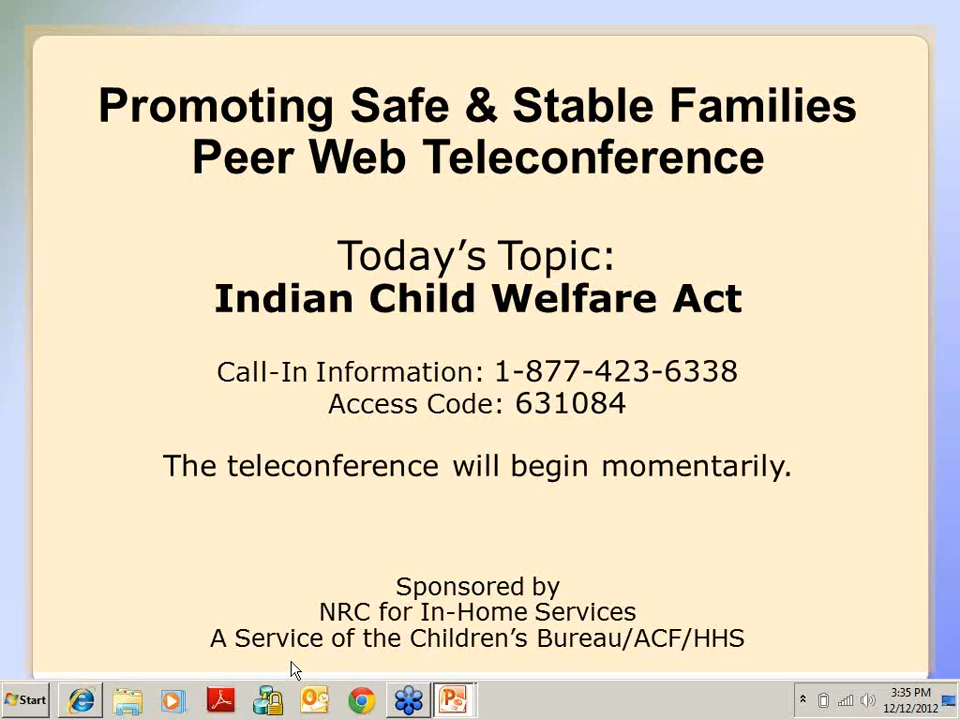 Promoting Safe & Stable Families
Peer Web Teleconference
Today's Topic:
Indian Child Welfare Act
Call-In Information: 1-877-423-6338
Access Code: 631084
The teleconference will begin momentarily.
Sponsored by
NRC for In-Home Services
A Service of the Children's Bureau/ACF/HHS
Start
3:35 PM
12/12/2012